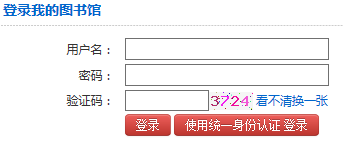 登录我的图书馆
用户名：
密码：
验证码： 3724 看不清换一张
登录 使用统一身份认证 登录